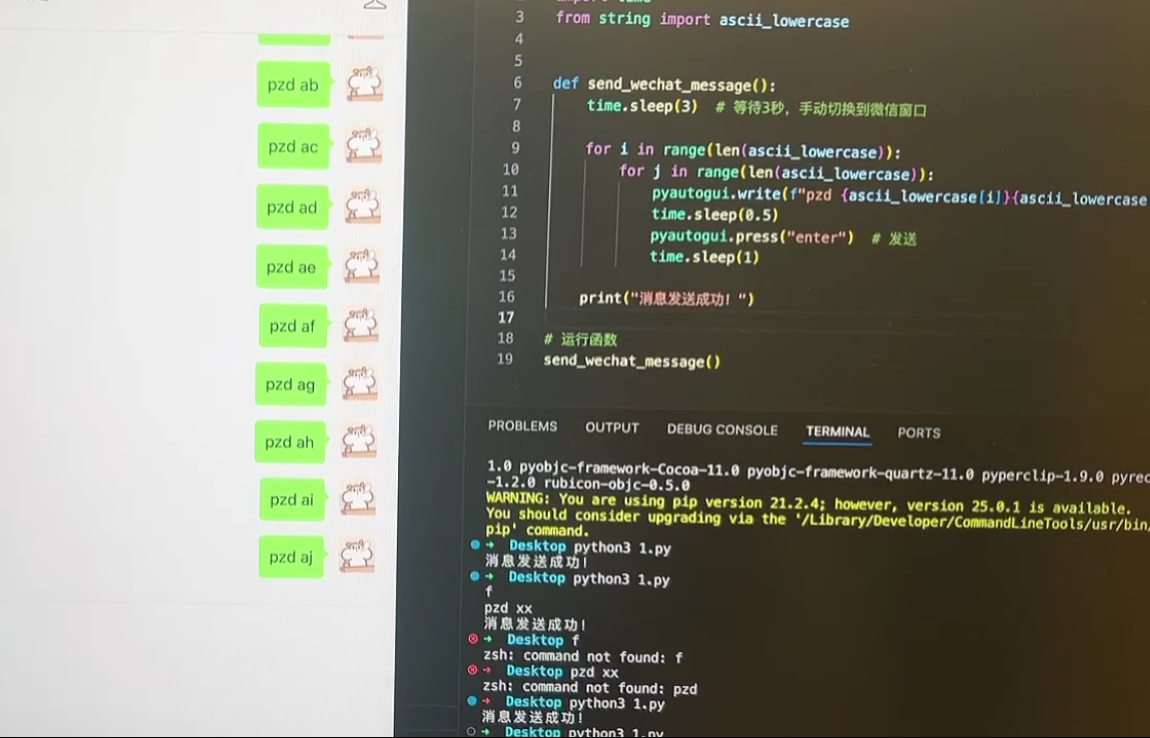 pzd ab
pzd ac
pzd ad
pzd ae
pzd af
pzd ag
pzd ah
pzd ai
pzd aj
3 from string import ascii_lowercase
4
5
6 def send_wechat_message():
7 time.sleep(3) # 等待3秒，手动切换到微信窗口
8
9 for i in range(len(ascii_lowercase)):
10 for j in range(len(ascii_lowercase)):
11 pyautogui.write(f"pzd {ascii_lowercase[i]}{ascii_lowercase
12 time.sleep(0.5)
13 pyautogui.press("enter") # 发送
14 time.sleep(1)
15
16 print("消息发送成功！")
17
18 # 运行函数
19 send_wechat_message()
PROBLEMS OUTPUT DEBUG CONSOLE TERMINAL PORTS
1.0 pyobjc-framework-Cocoa-11.0 pyobjc-framework-quartz-11.0 pyperclip-1.9.0 pyrec
-1.2.0 rubicon-objc-0.5.0
WARNING: You are using pip version 21.2.4; however, version 25.0.1 is available.
You should consider upgrading via the '/Library/Developer/CommandLineTools/usr/bin/
pip' command.
→ Desktop python3 1.py
消息发送成功！
→ Desktop python3 1.py
f
pzd xx
消息发送成功！
→ Desktop f
zsh: command not found: f
→ Desktop pzd xx
zsh: command not found: pzd
→ Desktop python3 1.py
消息发送成功！
→ Desktop python3 1.py